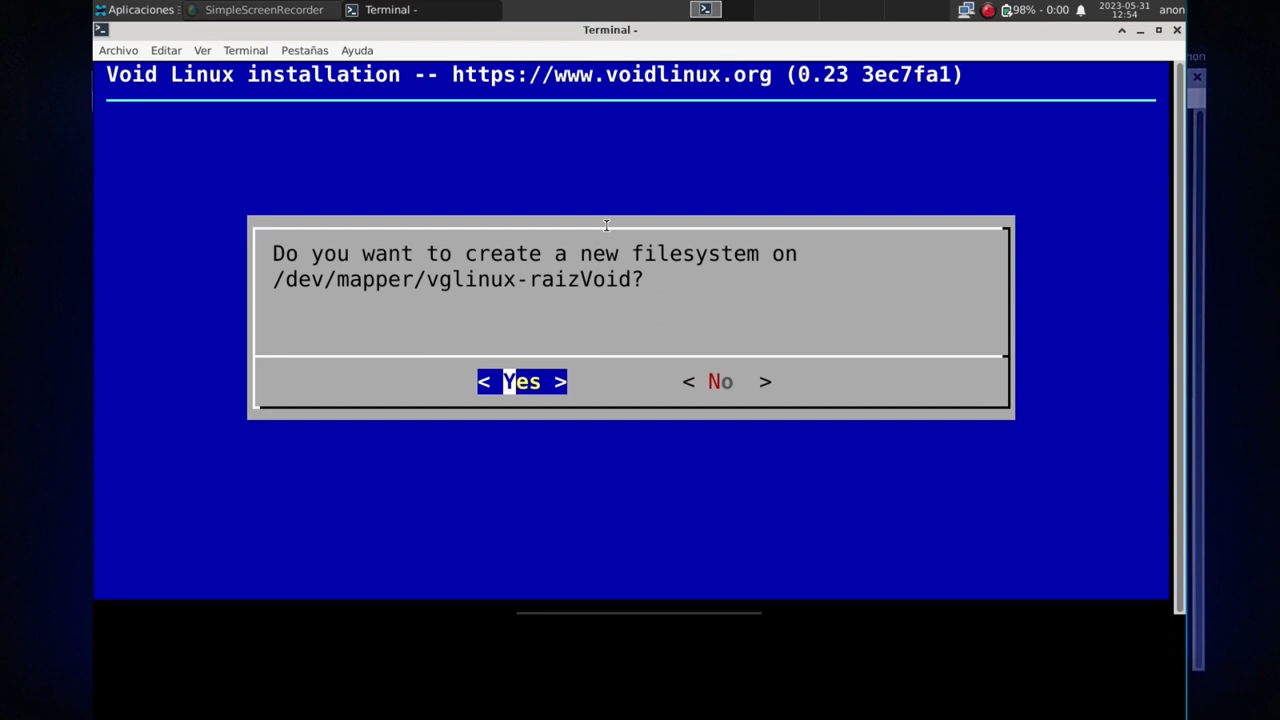 Aplicaciones
SimpleScreenRecorder
Terminal -
98% - 0:00
2023-05-31
12:54
anon
Terminal -
Archivo Editar Ver Terminal Pestañas Ayuda
non
Void Linux installation -- https://www.voidlinux.org (0.23 3ec7fa1)
Do you want to create a new filesystem on
/dev/mapper/vglinux-raizVoid?
< Yes > < No >